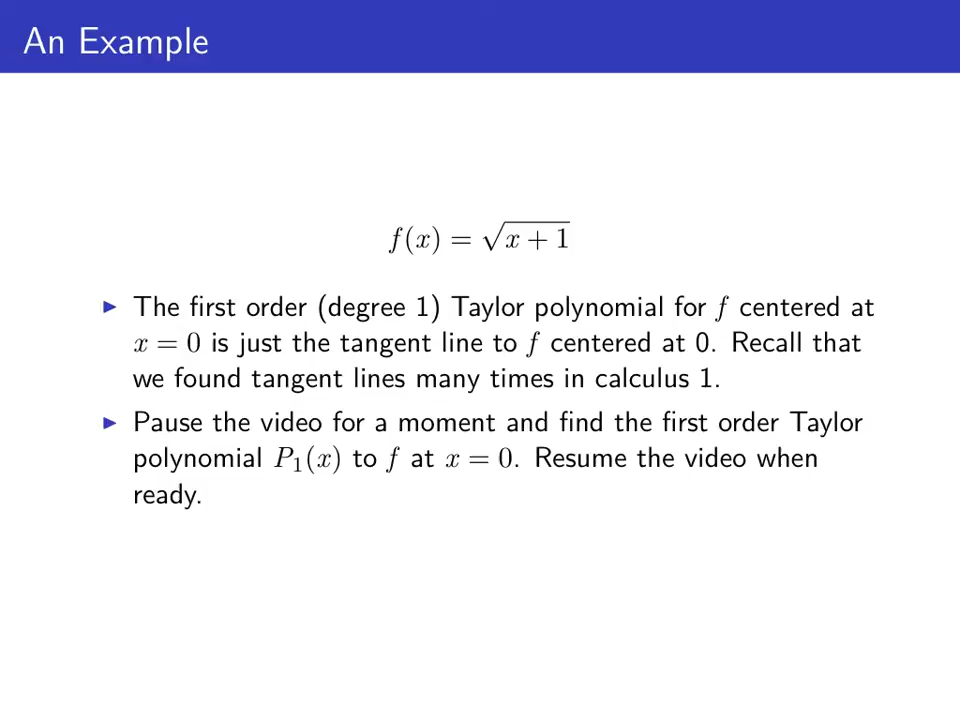 An Example
f(x) = √x + 1
▶ The first order (degree 1) Taylor polynomial for f centered at
x = 0 is just the tangent line to f centered at 0. Recall that
we found tangent lines many times in calculus 1.
▶ Pause the video for a moment and find the first order Taylor
polynomial P₁(x) to f at x = 0. Resume the video when
ready.